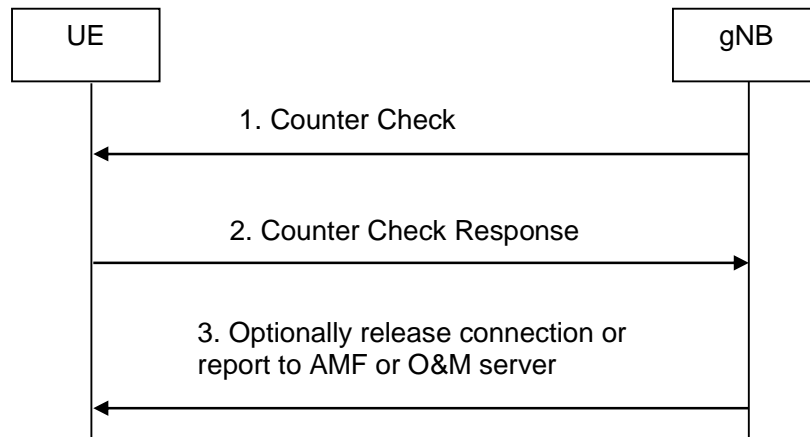 UE
gNB
1. Counter Check
2. Counter Check Response
3. Optionally release connection or
report to AMF or O&M server